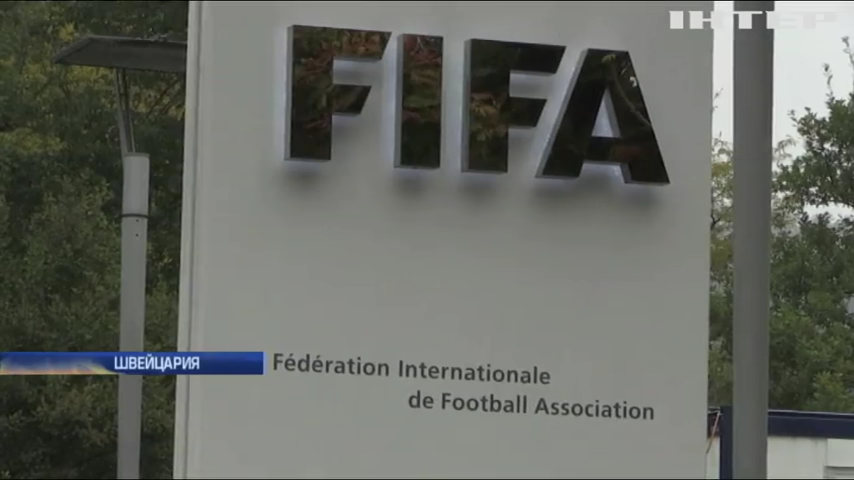 ІНТЕР
FIFA
ШВЕЙЦАРИЯ
Fédération Internationale
de Football Association